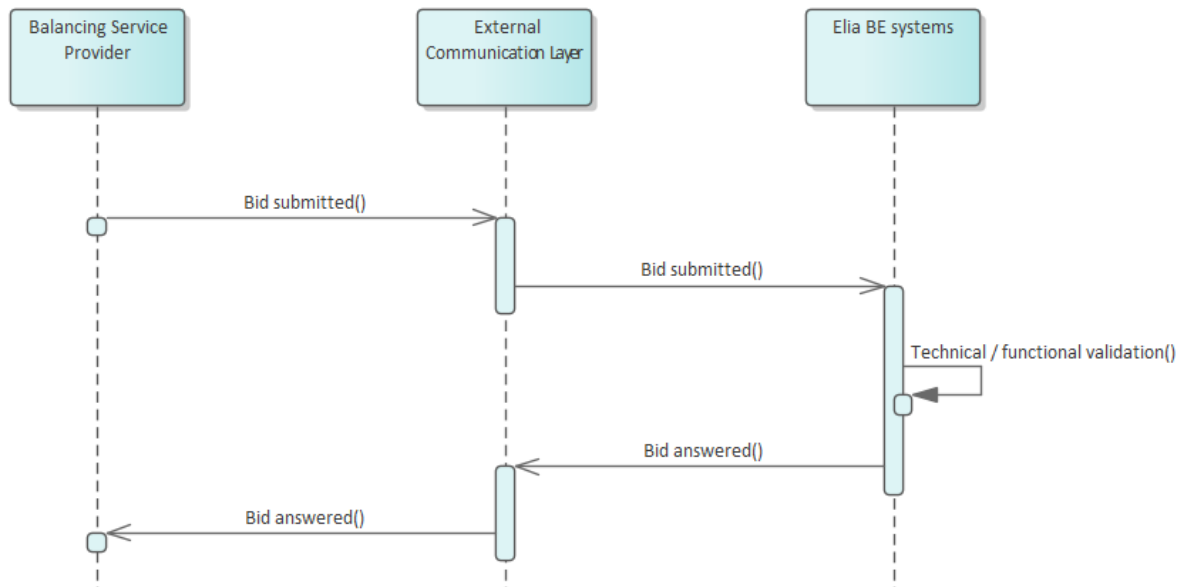 Balancing Service
Provider
External
Communication Layer
Elia BE systems
Bid submitted()
Bid submitted()
Technical / functional validation()
Bid answered()
Bid answered()